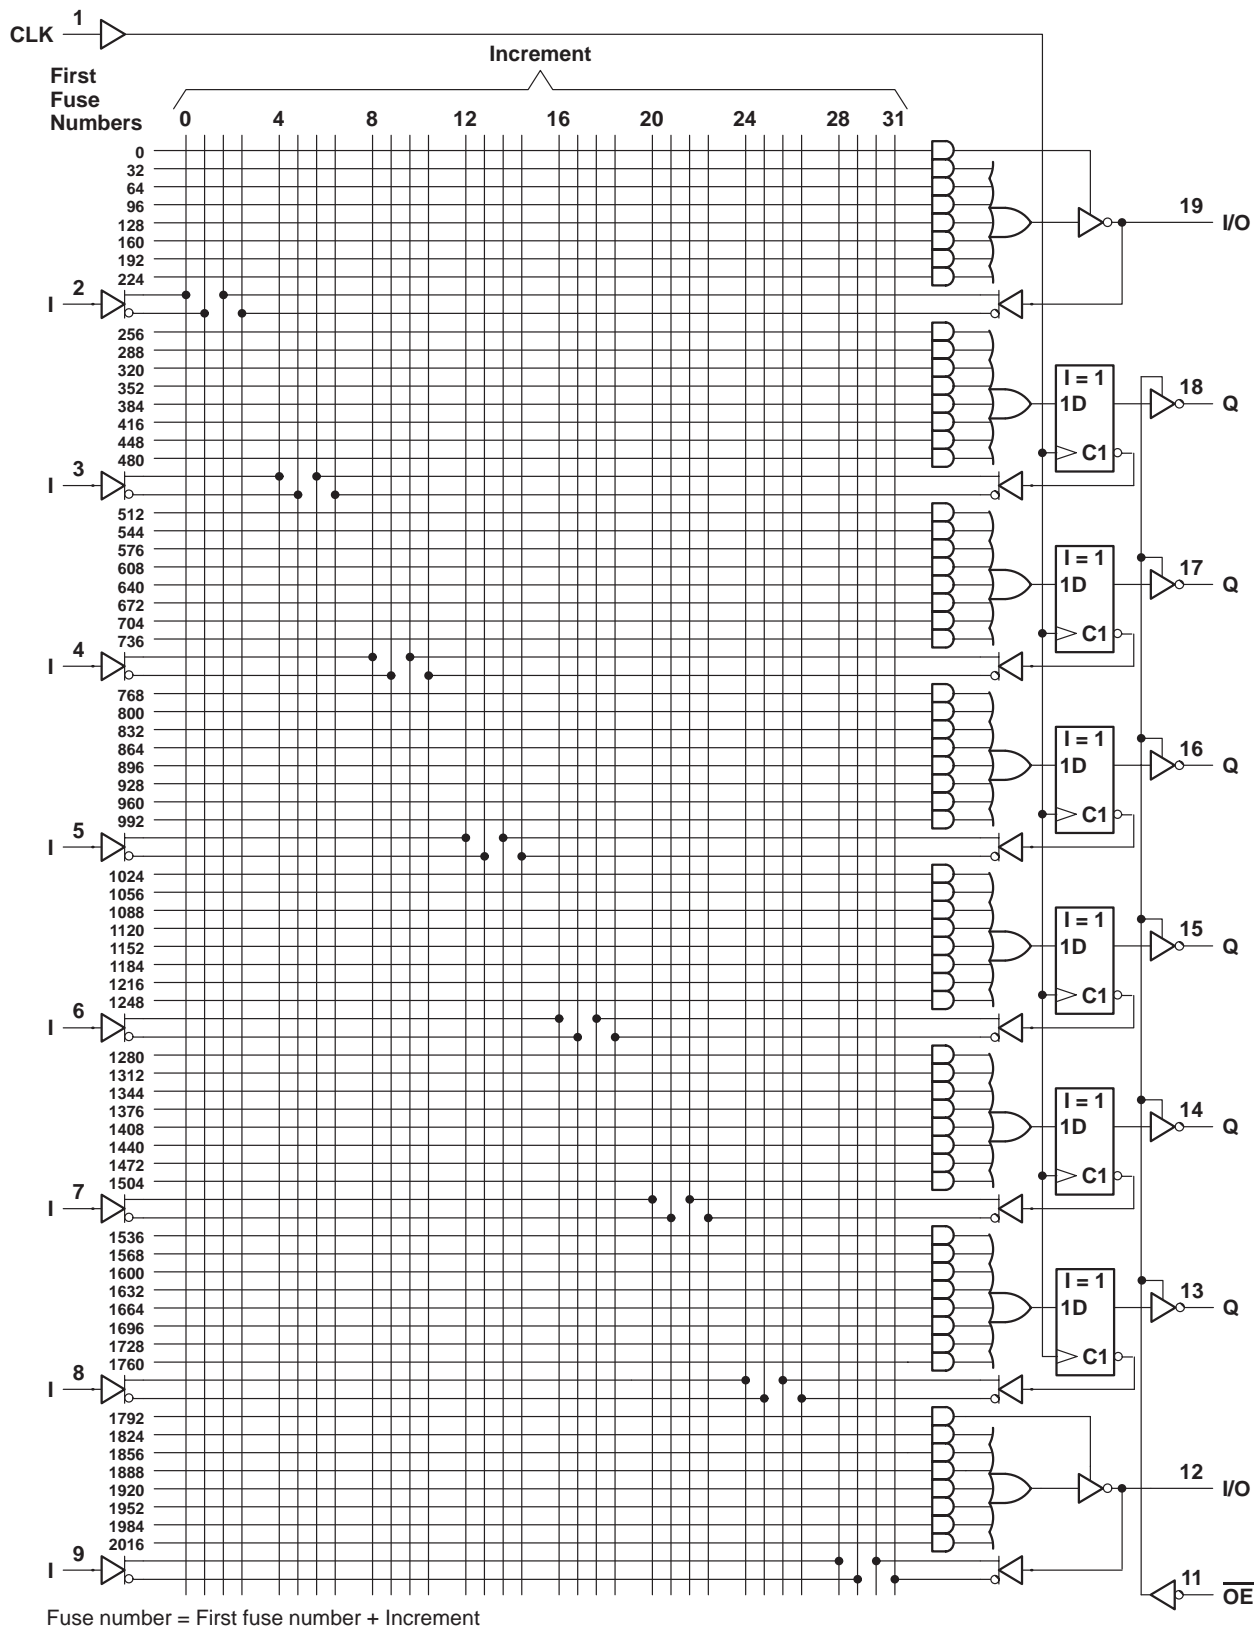 CLK 1
Increment
First
Fuse
Numbers
0 4 8 12 16 20 24 28 31
0
32
64
96
128
160
192
224
19 I/O
I 2
256
288
320
352
384
416
448
480
I = 1
1D
C1
18 Q
I 3
512
544
576
608
640
672
704
736
I = 1
1D
C1
17 Q
I 4
768
800
832
864
896
928
960
992
I = 1
1D
C1
16 Q
I 5
1024
1056
1088
1120
1152
1184
1216
1248
I = 1
1D
C1
15 Q
I 6
1280
1312
1344
1376
1408
1440
1472
1504
I = 1
1D
C1
14 Q
I 7
1536
1568
1600
1632
1664
1696
1728
1760
I = 1
1D
C1
13 Q
I 8
1792
1824
1856
1888
1920
1952
1984
2016
12 I/O
I 9
11 OE
Fuse number = First fuse number + Increment